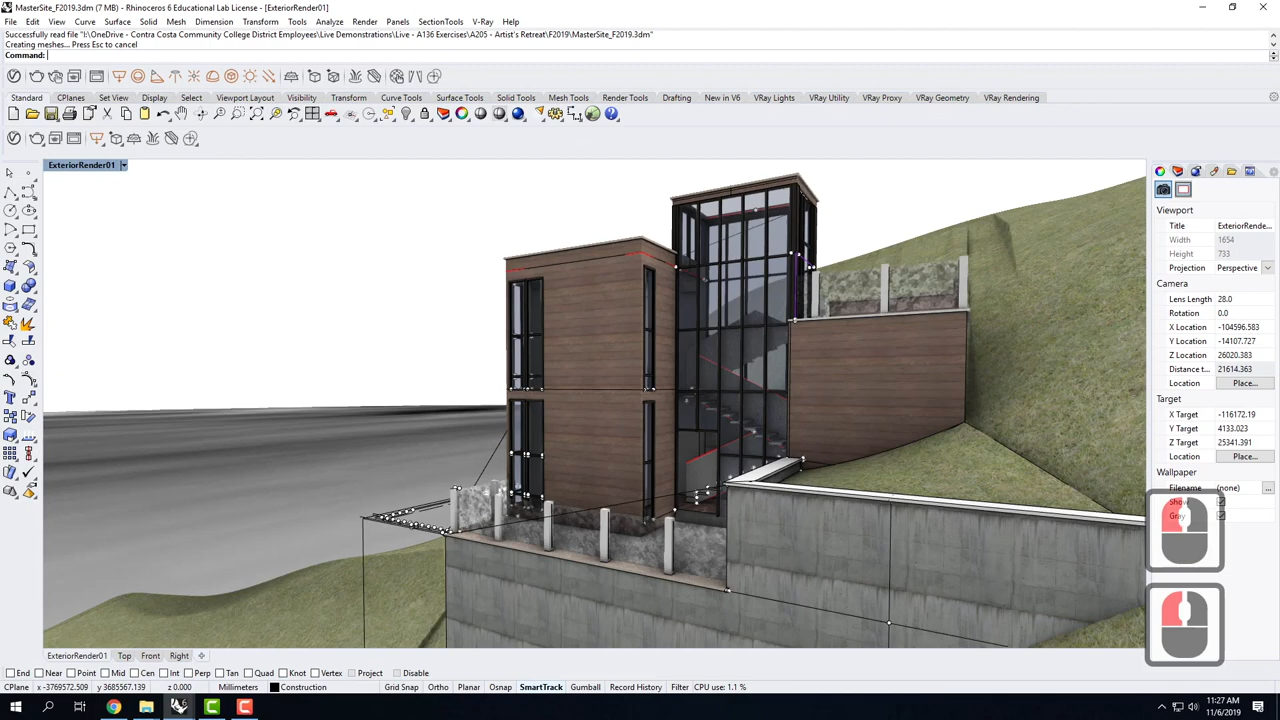 MasterSite_F2019.3dm (7 MB) - Rhinoceros 6 Educational Lab License - [ExteriorRender01]
File Edit View Curve Surface Solid Mesh Dimension Transform Tools Analyze Render Panels SectionTools V-Ray Help
Successfully read file "I:\OneDrive - Contra Costa Community College District Employees\Live Demonstrations\Live - A136 Exercises\A205 - Artist's Retreat\F2019\MasterSite_F2019.3dm"
Creating meshes... Press Esc to cancel
Command:
Standard CPlanes Set View Display Select Viewport Layout Visibility Transform Curve Tools Surface Tools Solid Tools Mesh Tools Render Tools Drafting New in V6 VRay Lights VRay Utility VRay Proxy VRay Geometry VRay Rendering
ExteriorRender01
Viewport
Title ExteriorRende...
Width 1654
Height 733
Projection Perspective
Camera
Lens Length 28.0
Rotation 0.0
X Location -104596.583
Y Location -14107.727
Z Location 26020.383
Distance t... 21614.363
Location Place...
Target
X Target -116172.19
Y Target 4133.023
Z Target 25341.391
Location Place...
Wallpaper
Filename (none) ...
Show
Gray
ExteriorRender01 Top Front Right
End Near Point Mid Cen Int Perp Tan Quad Knot Vertex Project Disable
CPlane x -3769572.509 y 3685567.139 z 0.000 Millimeters Construction Grid Snap Ortho Planar Osnap SmartTrack Gumball Record History Filter CPU use: 1.1 %
11:27 AM
11/6/2019